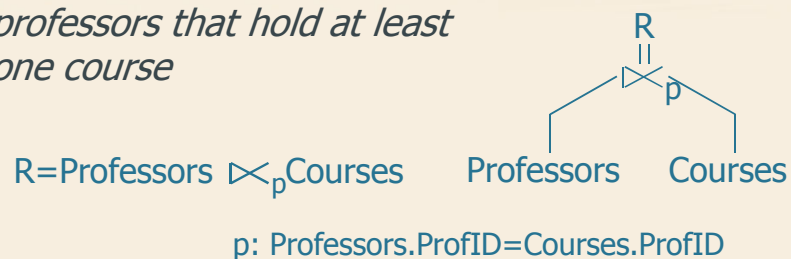 professors that hold at least
one course
R
p
Professors Courses
R=Professors ⋉pCourses
p: Professors.ProfID=Courses.ProfID